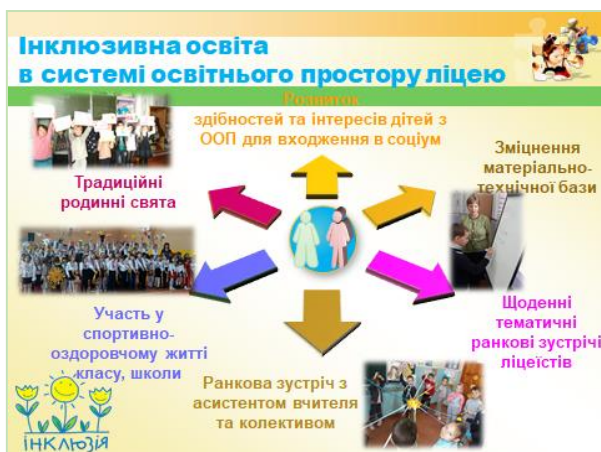 Інклюзивна освіта
в системі освітнього простору ліцею
Розвиток
здібностей та інтересів дітей з
ООП для входження в соціум
Зміцнення
матеріально-
технічної бази
Традиційні
родинні свята
Щоденні
тематичні
ранкові зустрічі
ліцеїстів
Участь у
спортивно-
оздоровчому житті
класу, школи
Ранкова зустріч з
асистентом вчителя
та колективом
ІНКЛЮЗІЯ